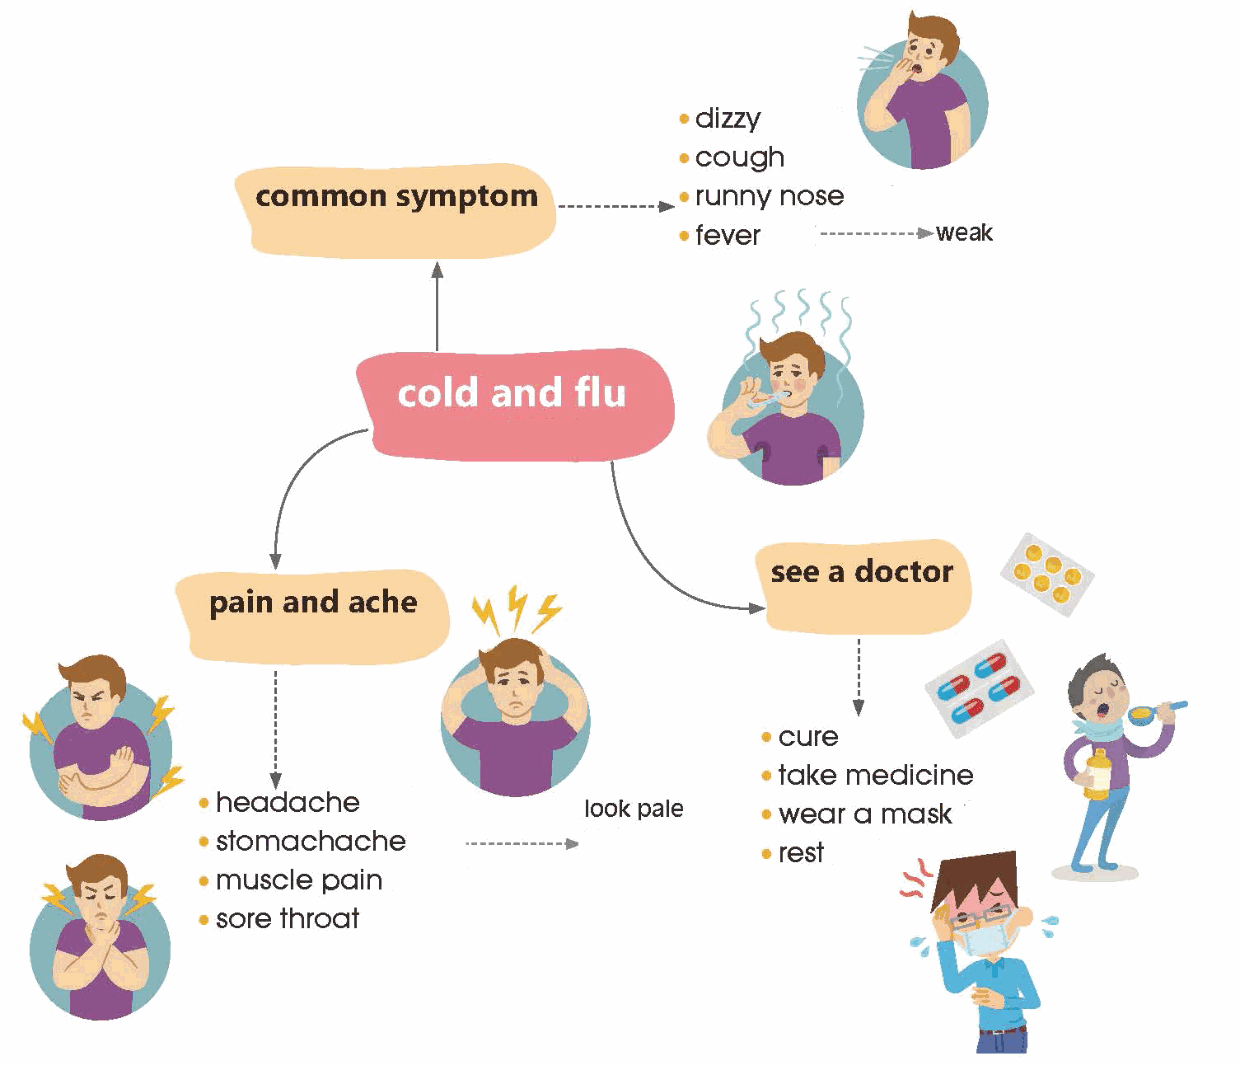 common symptom
• dizzy
• cough
• runny nose
• fever
weak
cold and flu
pain and ache
• headache
• stomachache
• muscle pain
• sore throat
look pale
see a doctor
• cure
• take medicine
• wear a mask
• rest